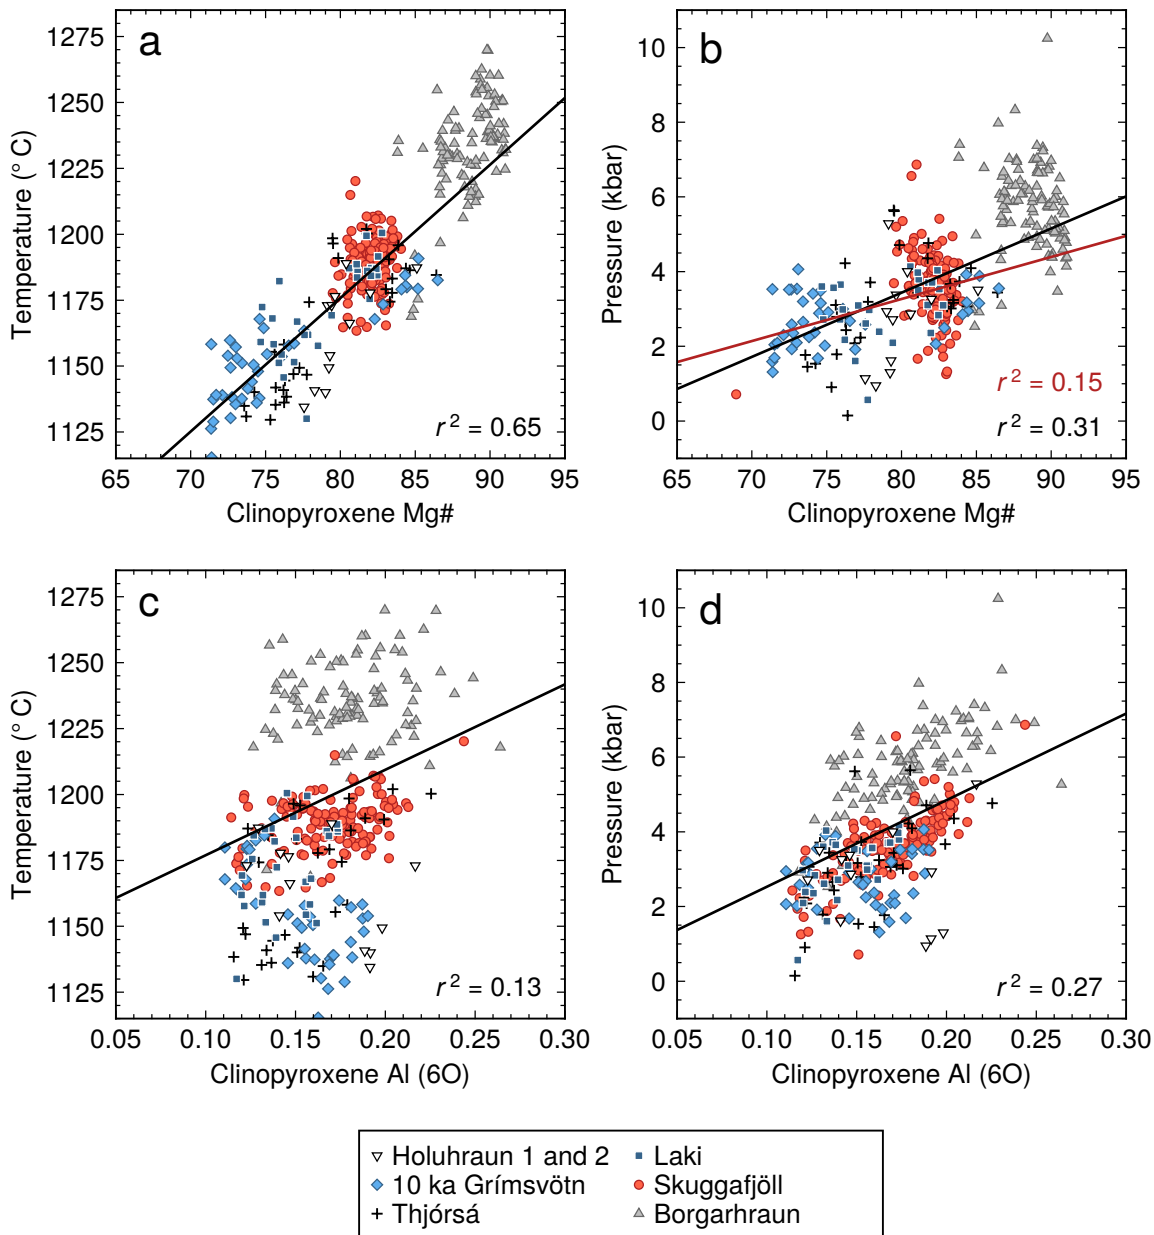 a
1275
1250
1225
1200
1175
1150
1125
Temperature (° C)
r² = 0.65
65 70 75 80 85 90 95
Clinopyroxene Mg#
b
10
8
6
4
2
0
Pressure (kbar)
r² = 0.15
r² = 0.31
65 70 75 80 85 90 95
Clinopyroxene Mg#
c
1275
1250
1225
1200
1175
1150
1125
Temperature (° C)
r² = 0.13
0.05 0.10 0.15 0.20 0.25 0.30
Clinopyroxene Al (6O)
d
10
8
6
4
2
0
Pressure (kbar)
r² = 0.27
0.05 0.10 0.15 0.20 0.25 0.30
Clinopyroxene Al (6O)
Holuhraun 1 and 2 Laki
10 ka Grímsvötn Skuggafjöll
Thjórsá Borgarhraun